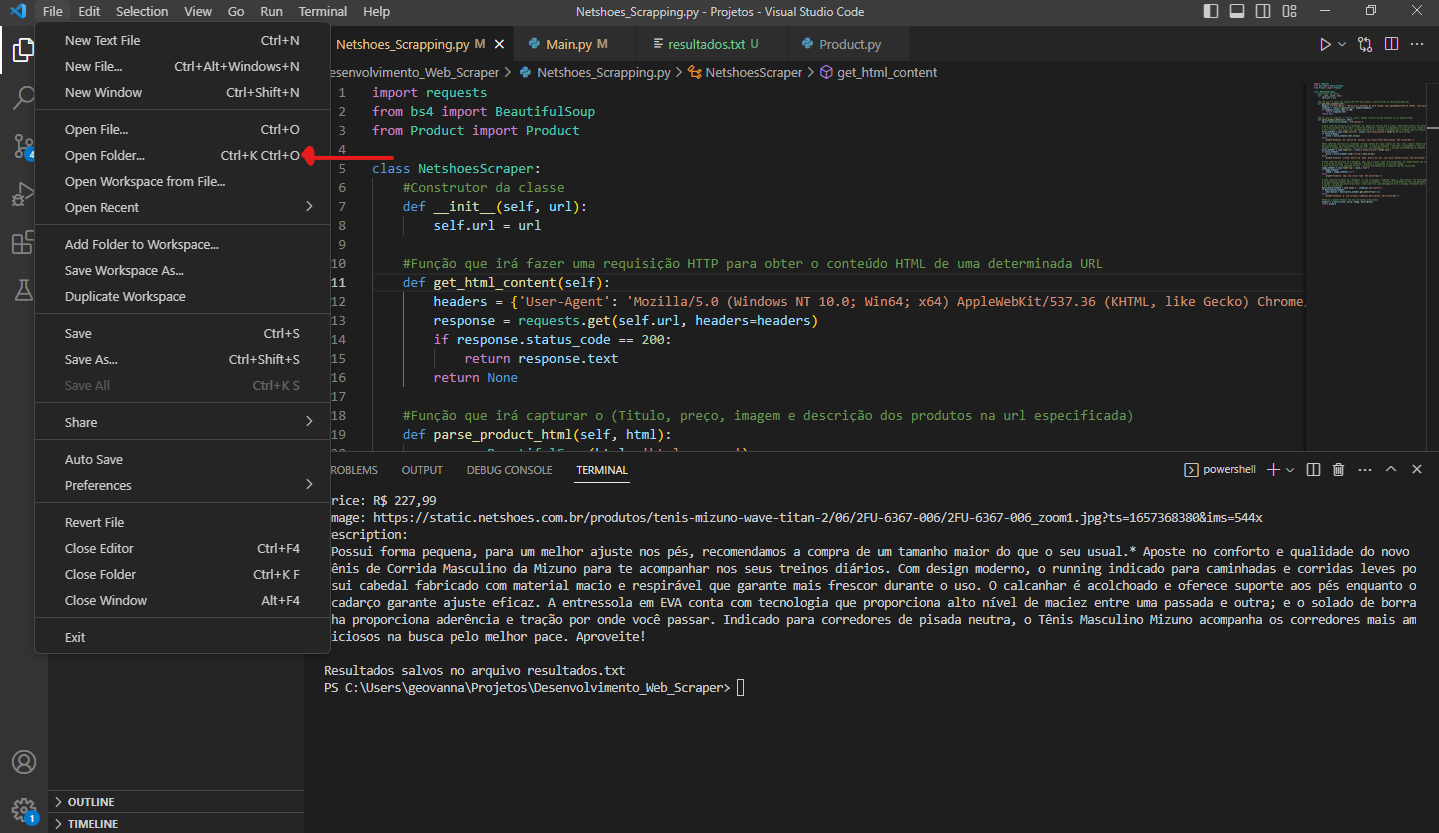 File Edit Selection View Go Run Terminal Help
Netshoes_Scrapping.py - Projetos - Visual Studio Code
New Text File Ctrl+N
New File... Ctrl+Alt+Windows+N
New Window Ctrl+Shift+N
Open File... Ctrl+O
Open Folder... Ctrl+K Ctrl+O
Open Workspace from File...
Open Recent
Add Folder to Workspace...
Save Workspace As...
Duplicate Workspace
Save Ctrl+S
Save As... Ctrl+Shift+S
Save All Ctrl+K S
Share
Auto Save
Preferences
Revert File
Close Editor Ctrl+F4
Close Folder Ctrl+K F
Close Window Alt+F4
Exit
4
1
OUTLINE
TIMELINE
Netshoes_Scrapping.py M Main.py M resultados.txt U Product.py
esenvolvimento_Web_Scraper > Netshoes_Scrapping.py > NetshoesScraper > get_html_content
1 import requests
2 from bs4 import BeautifulSoup
3 from Product import Product
4
5 class NetshoesScraper:
6 #Construtor da classe
7 def __init__(self, url):
8 self.url = url
9
10 #Função que irá fazer uma requisição HTTP para obter o conteúdo HTML de uma determinada URL
11 def get_html_content(self):
12 headers = {'User-Agent': 'Mozilla/5.0 (Windows NT 10.0; Win64; x64) AppleWebKit/537.36 (KHTML, like Gecko) Chrome
13 response = requests.get(self.url, headers=headers)
14 if response.status_code == 200:
15 return response.text
16 return None
17
18 #Função que irá capturar o (Titulo, preço, imagem e descrição dos produtos na url especificada)
19 def parse_product_html(self, html):
ROBLEMS OUTPUT DEBUG CONSOLE TERMINAL
powershell
rice: R$ 227,99
mage: https://static.netshoes.com.br/produtos/tenis-mizuno-wave-titan-2/06/2FU-6367-006/2FU-6367-006_zoom1.jpg?ts=1657368380&ims=544x
escription:
Possui forma pequena, para um melhor ajuste nos pés, recomendamos a compra de um tamanho maior do que o seu usual.* Aposte no conforto e qualidade do novo
ênis de Corrida Masculino da Mizuno para te acompanhar nos seus treinos diários. Com design moderno, o running indicado para caminhadas e corridas leves po
sui cabedal fabricado com material macio e respirável que garante mais frescor durante o uso. O calcanhar é acolchoado e oferece suporte aos pés enquanto o
cadarço garante ajuste eficaz. A entressola em EVA conta com tecnologia que proporciona alto nível de maciez entre uma passada e outra; e o solado de borra
ha proporciona aderência e tração por onde você passar. Indicado para corredores de pisada neutra, o Tênis Masculino Mizuno acompanha os corredores mais am
iciosos na busca pelo melhor pace. Aproveite!
Resultados salvos no arquivo resultados.txt
PS C:\Users\geovanna\Projetos\Desenvolvimento_Web_Scraper>